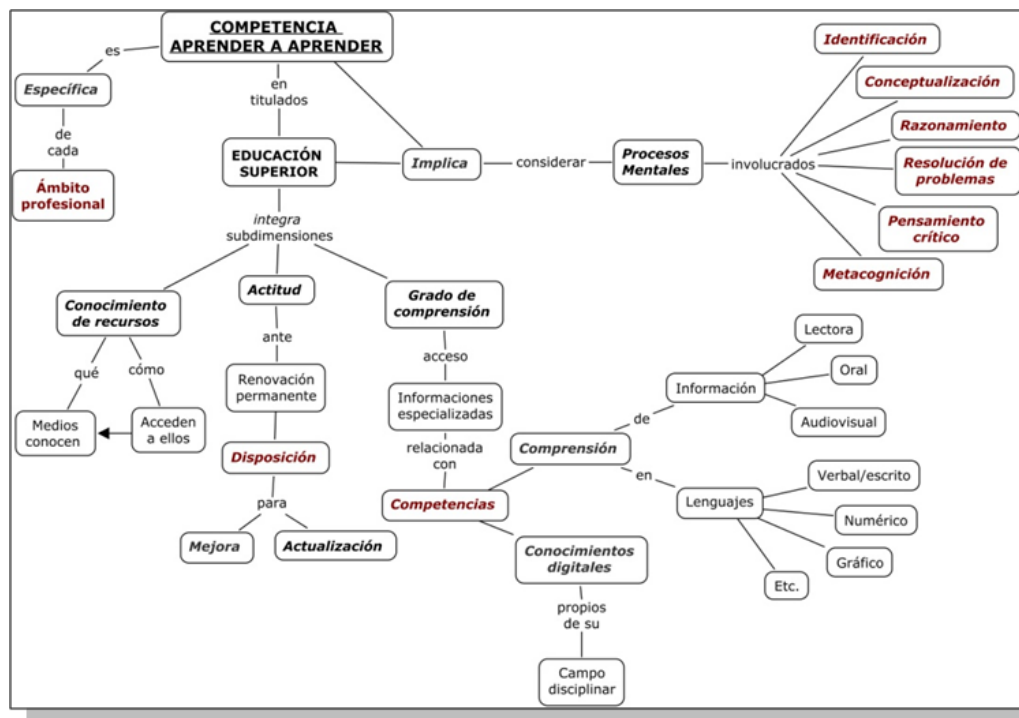 COMPETENCIA
APRENDER A APRENDER
es
Específica
de
cada
Ámbito
profesional
en
titulados
EDUCACIÓN
SUPERIOR
Implica
considerar
Procesos
Mentales
involucrados
Identificación
Conceptualización
Razonamiento
Resolución de
problemas
Pensamiento
crítico
Metacognición
integra
subdimensiones
Conocimiento
de recursos
qué
cómo
Medios
conocen
Acceden
a ellos
Actitud
ante
Renovación
permanente
Disposición
para
Mejora
Actualización
Grado de
comprensión
acceso
Informaciones
especializadas
relacionada
con
Competencias
Comprensión
de
Información
Lectora
Oral
Audiovisual
en
Lenguajes
Verbal/escrito
Numérico
Gráfico
Etc.
Conocimientos
digitales
propios
de su
Campo
disciplinar